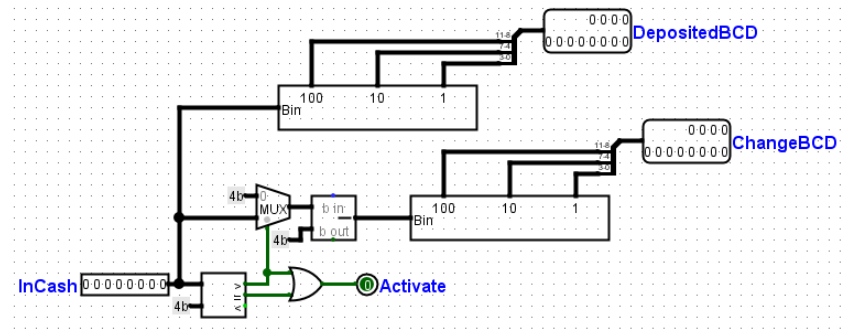 0 0 0 0
11-8
7-4
3-0
0 0 0 0 0 0 0 0
DepositedBCD
100 10 1
Bin
0 0 0 0
11-8
7-4
3-0
0 0 0 0 0 0 0 0
ChangeBCD
4b 0
MUX
b in
−
b out
4b
100 10 1
Bin
InCash 0 0 0 0 0 0 0 0
4b
>
=
<
0 Activate